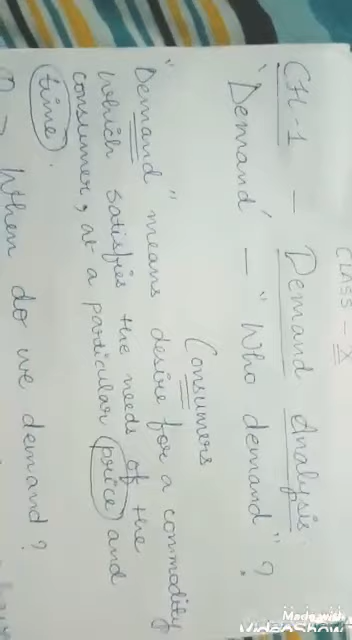 CLASS - X
CH-1 - Demand Analysis.
"Demand" - "Who demand" ?
Consumers
"Demand" means desire for a commodity
which satisfies the needs of the
consumer, at a particular price and
time.
When do we demand ?
Made with
VideoShow